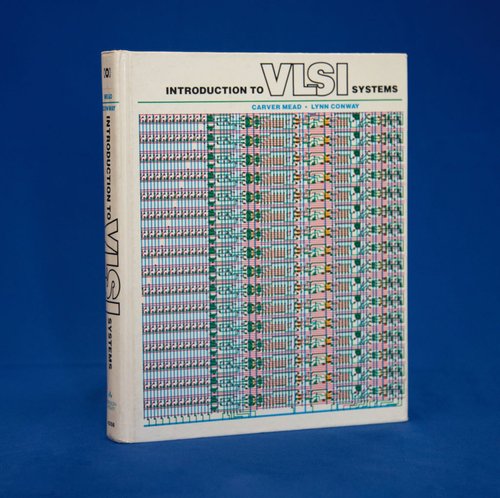 INTRODUCTION TO VLSI SYSTEMS
CARVER MEAD • LYNN CONWAY
MEAD
CONWAY
INTRODUCTION TO VLSI SYSTEMS